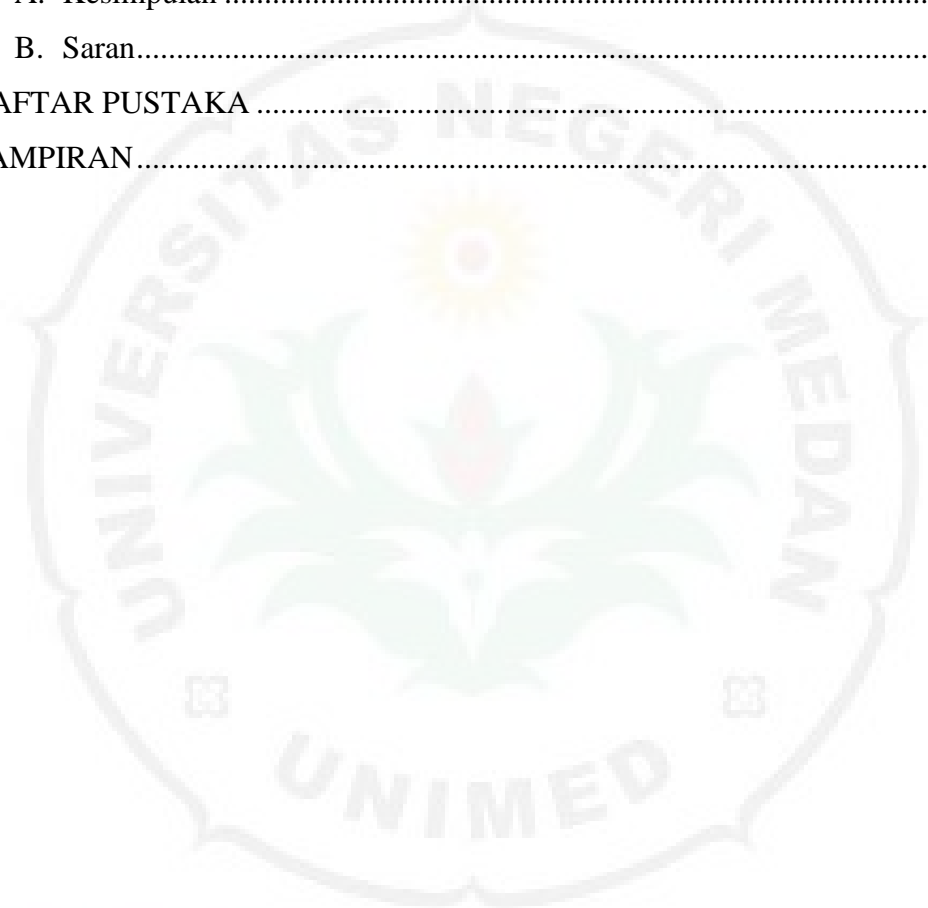 A. Kesimpulan ........................................................................................................
B. Saran........................................................................................................
AFTAR PUSTAKA ........................................................................................................
AMPIRAN........................................................................................................
UNIVERSITAS NEGERI MEDAN
UNIMED